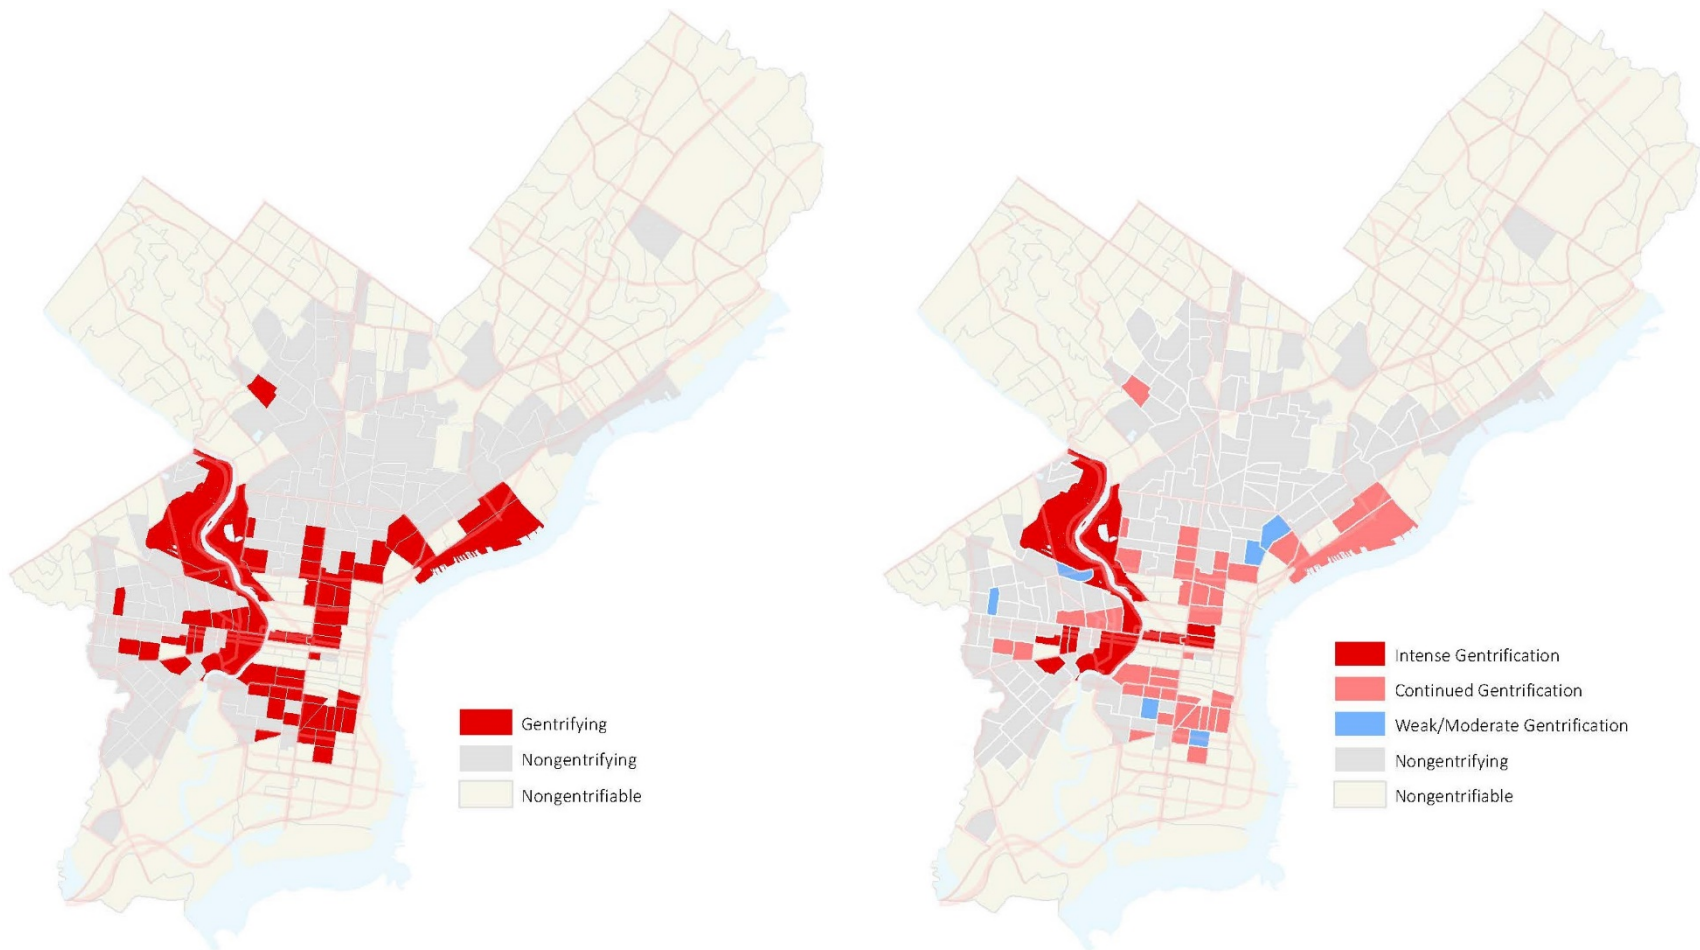 Gentrifying
Nongentrifying
Nongentrifiable
Intense Gentrification
Continued Gentrification
Weak/Moderate Gentrification
Nongentrifying
Nongentrifiable